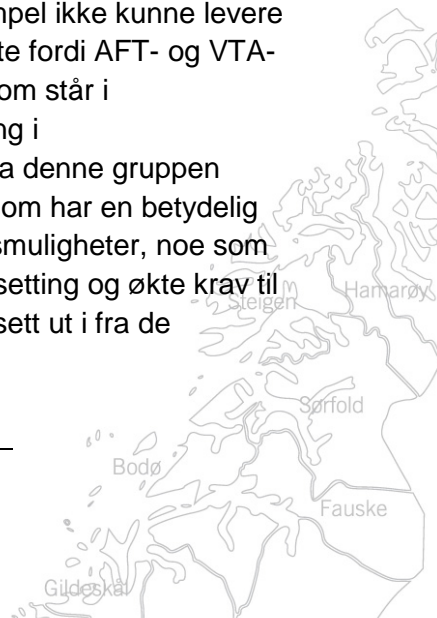 mpel ikke kunne levere
te fordi AFT- og VTA-
om står i
ng i
a denne gruppen
om har en betydelig
smuligheter, noe som
setting og økte krav til
sett ut i fra de
Steigen
Hamarøy
Sørfold
Bodø
Fauske
Gildeskål